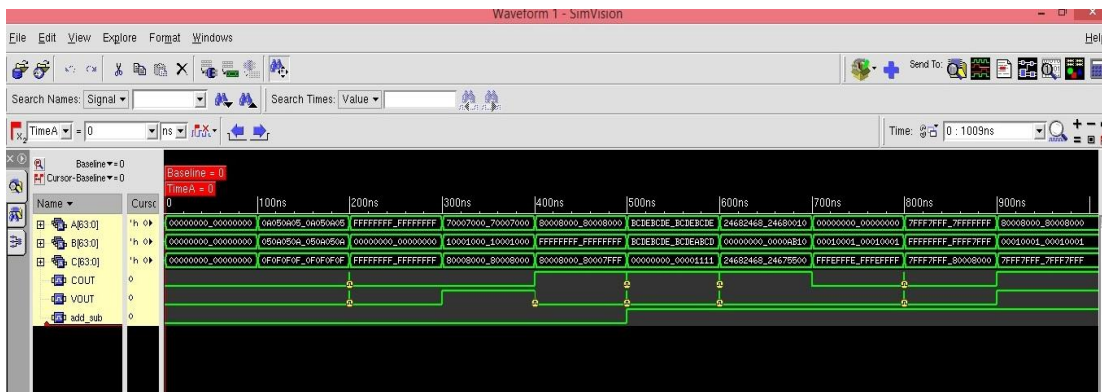 Waveform 1 - SimVision
File Edit View Explore Format Windows Hel
Send To:
Search Names: Signal Search Times: Value
TimeA = 0 ns Time: 0 : 1009ns
Baseline = 0
Cursor-Baseline = 0
Baseline = 0
TimeA = 0
Name Cursc 0 100ns 200ns 300ns 400ns 500ns 600ns 700ns 800ns 900ns
A[63:0] 'h 0 00000000_00000000 0A050A05_0A050A05 FFFFFFFF_FFFFFFFF 70007000_70007000 80008000_80008000 BCDEBCDE_BCDEBCDE 24682468_24680010 00000000_00000000 7FFF7FFF_7FFFFFFF 80008000_80008000
B[63:0] 'h 0 00000000_00000000 050A050A_050A050A 00000000_00000000 10001000_10001000 FFFFFFFF_FFFFFFFF BCDEBCDE_BCDEABCD 00000000_0000AB10 00010001_00010001 FFFFFFFF_FFFF7FFF 00010001_00010001
C[63:0] 'h 0 00000000_00000000 0F0F0F0F_0F0F0F0F FFFFFFFF_FFFFFFFF 80008000_80008000 80008000_80007FFF 00000000_00001111 24682468_24675500 FFFEFFFE_FFFEFFFF 7FFF7FFF_80008000 7FFF7FFF_7FFF7FFF
COUT 0
VOUT 0
add_sub 0